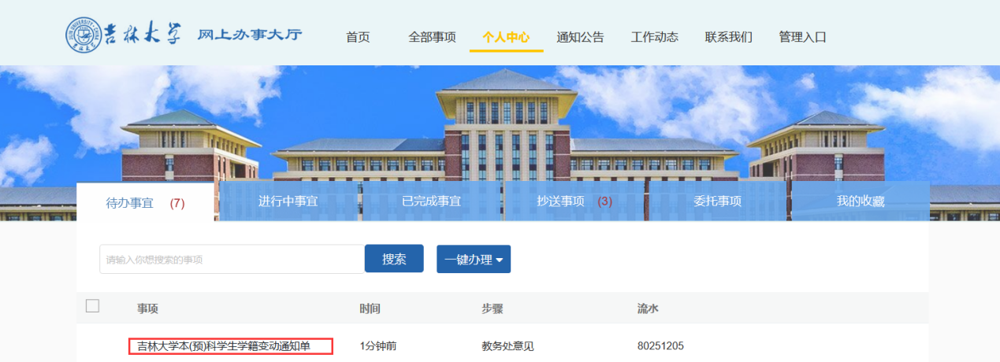 吉林大学 网上办事大厅 首页 全部事项 个人中心 通知公告 工作动态 联系我们 管理入口
待办事宜 (7) 进行中事宜 已完成事宜 抄送事项 (3) 委托事项 我的收藏
请输入你想搜索的事项 搜索 一键办理
事项 时间 步骤 流水
吉林大学本(预)科学生学籍变动通知单 1分钟前 教务处意见 80251205